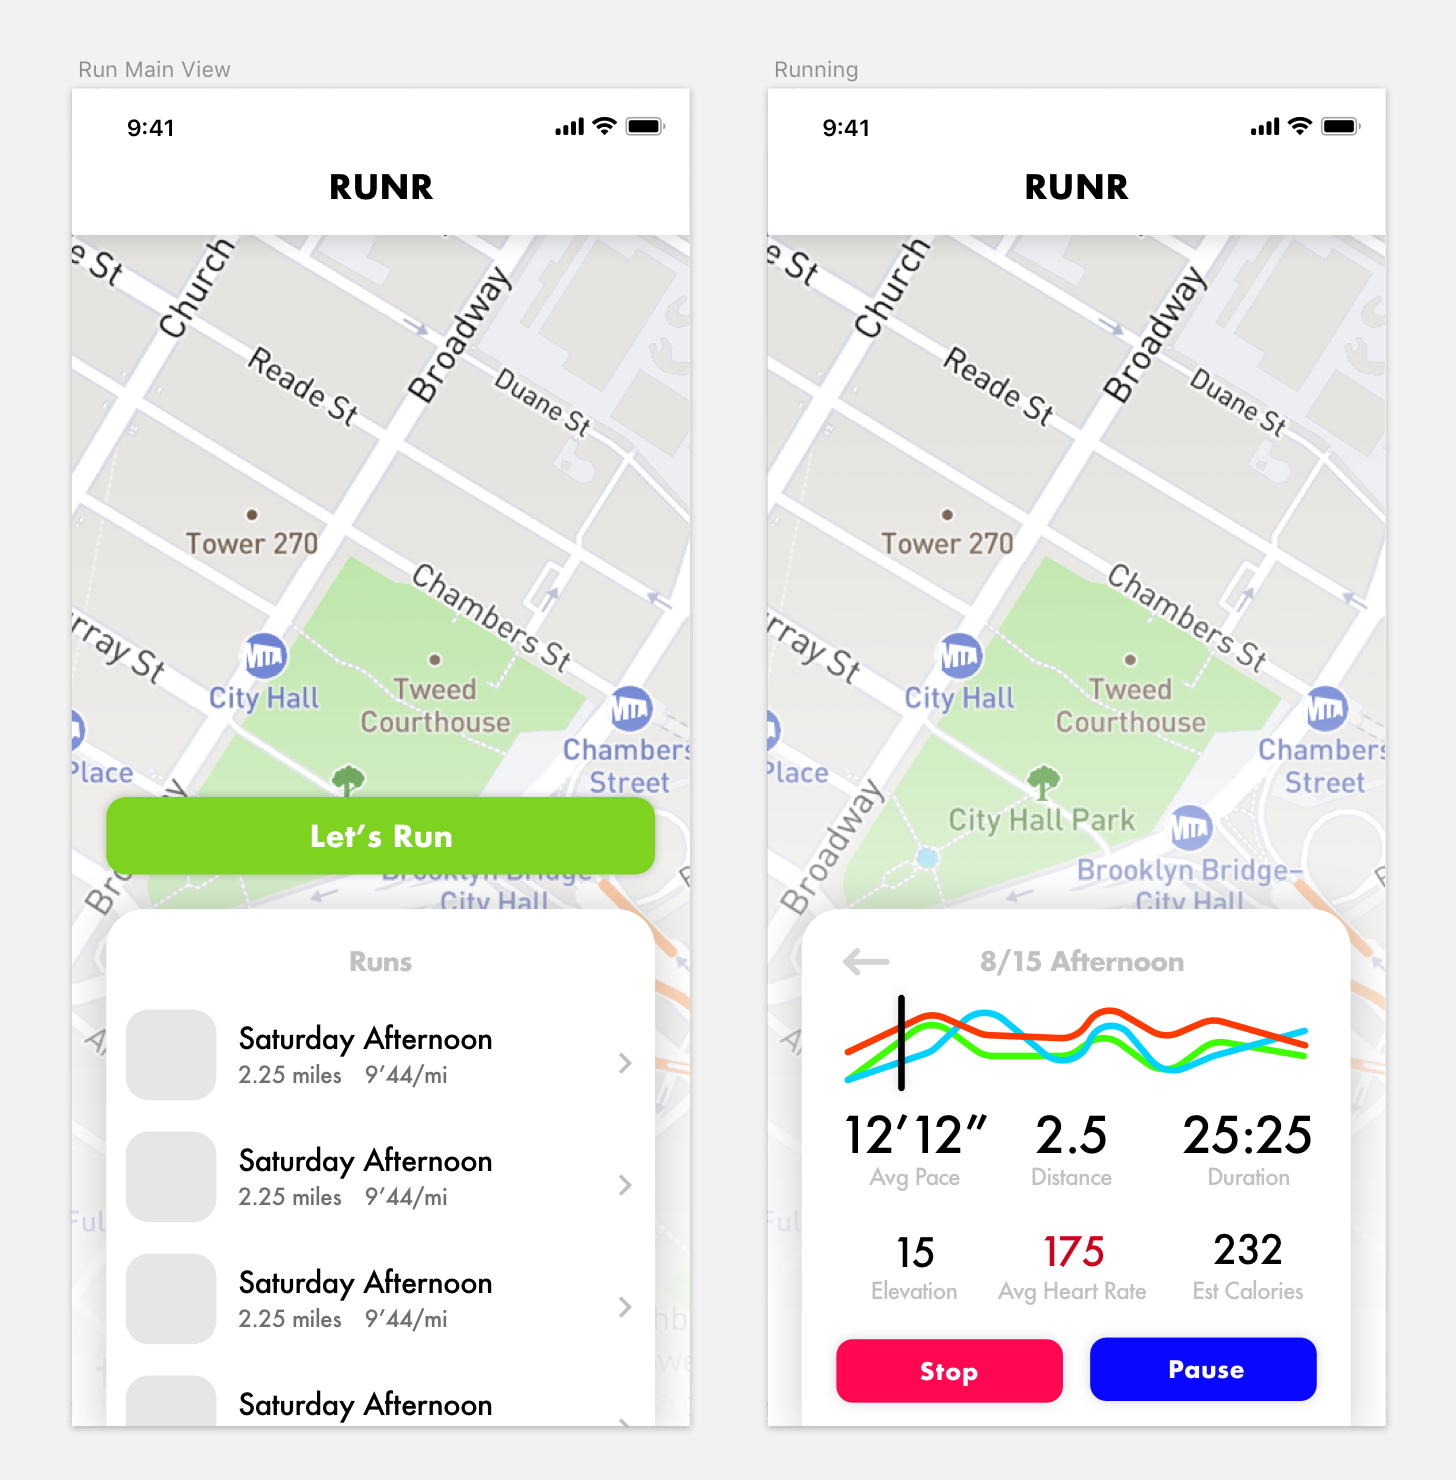 Run Main View
9:41
RUNR
e St
Church
Broadway
Reade St
Duane St
Tower 270
Chambers St
rray St
City Hall
Tweed
Courthouse
Place
Chambers
Street
Let’s Run
City Hall
Runs
Saturday Afternoon
2.25 miles 9’44/mi
Saturday Afternoon
2.25 miles 9’44/mi
Saturday Afternoon
2.25 miles 9’44/mi
Saturday Afternoon
Running
9:41
RUNR
e St
Church
Broadway
Reade St
Duane St
Tower 270
Chambers St
rray St
City Hall
Tweed
Courthouse
Place
Chambers
Street
City Hall Park
Broadway
Brooklyn Bridge–
City Hall
8/15 Afternoon
12’12” 2.5 25:25
Avg Pace Distance Duration
15 175 232
Elevation Avg Heart Rate Est Calories
Stop Pause